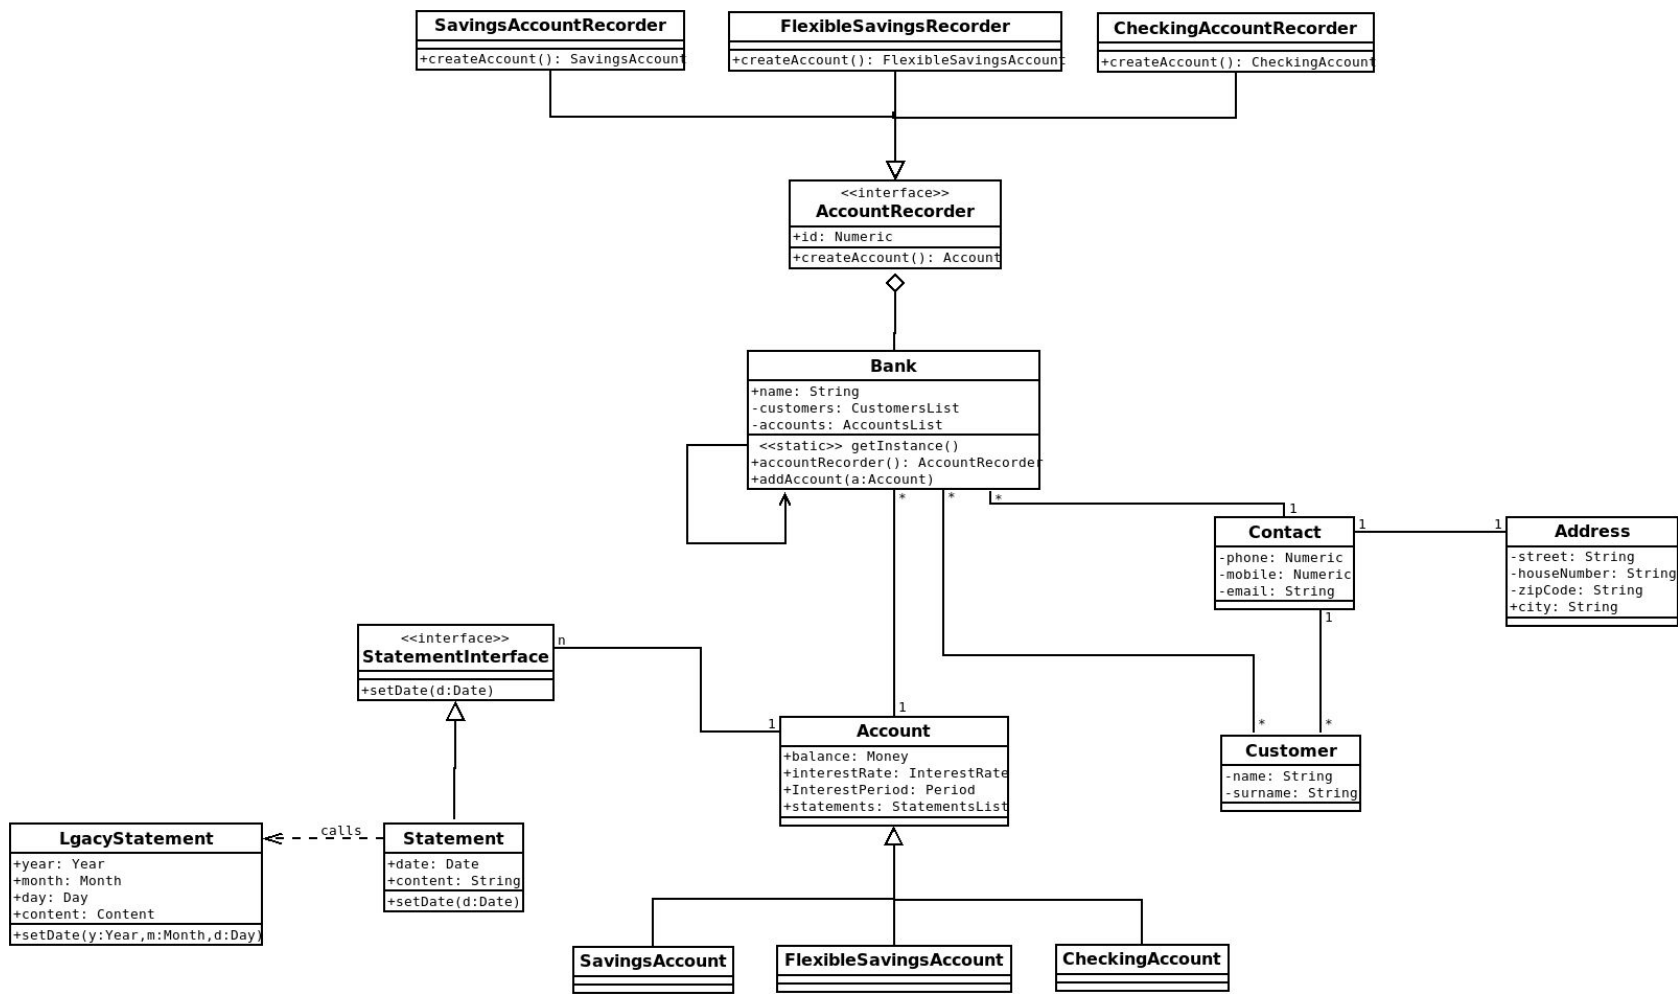 SavingsAccountRecorder
+createAccount(): SavingsAccount
FlexibleSavingsRecorder
+createAccount(): FlexibleSavingsAccount
CheckingAccountRecorder
+createAccount(): CheckingAccount
<<interface>>
AccountRecorder
+id: Numeric
+createAccount(): Account
Bank
+name: String
-customers: CustomersList
-accounts: AccountsList
<<static>> getInstance()
+accountRecorder(): AccountRecorder
+addAccount(a:Account)
*
*
*
1
Contact
-phone: Numeric
-mobile: Numeric
-email: String
1
1
Address
-street: String
-houseNumber: String
-zipCode: String
+city: String
1
<<interface>>
StatementInterface
+setDate(d:Date)
n
1
1
Account
+balance: Money
+interestRate: InterestRate
+InterestPeriod: Period
+statements: StatementsList
*
*
Customer
-name: String
-surname: String
LgacyStatement
+year: Year
+month: Month
+day: Day
+content: Content
+setDate(y:Year,m:Month,d:Day)
calls
Statement
+date: Date
+content: String
+setDate(d:Date)
SavingsAccount
FlexibleSavingsAccount
CheckingAccount